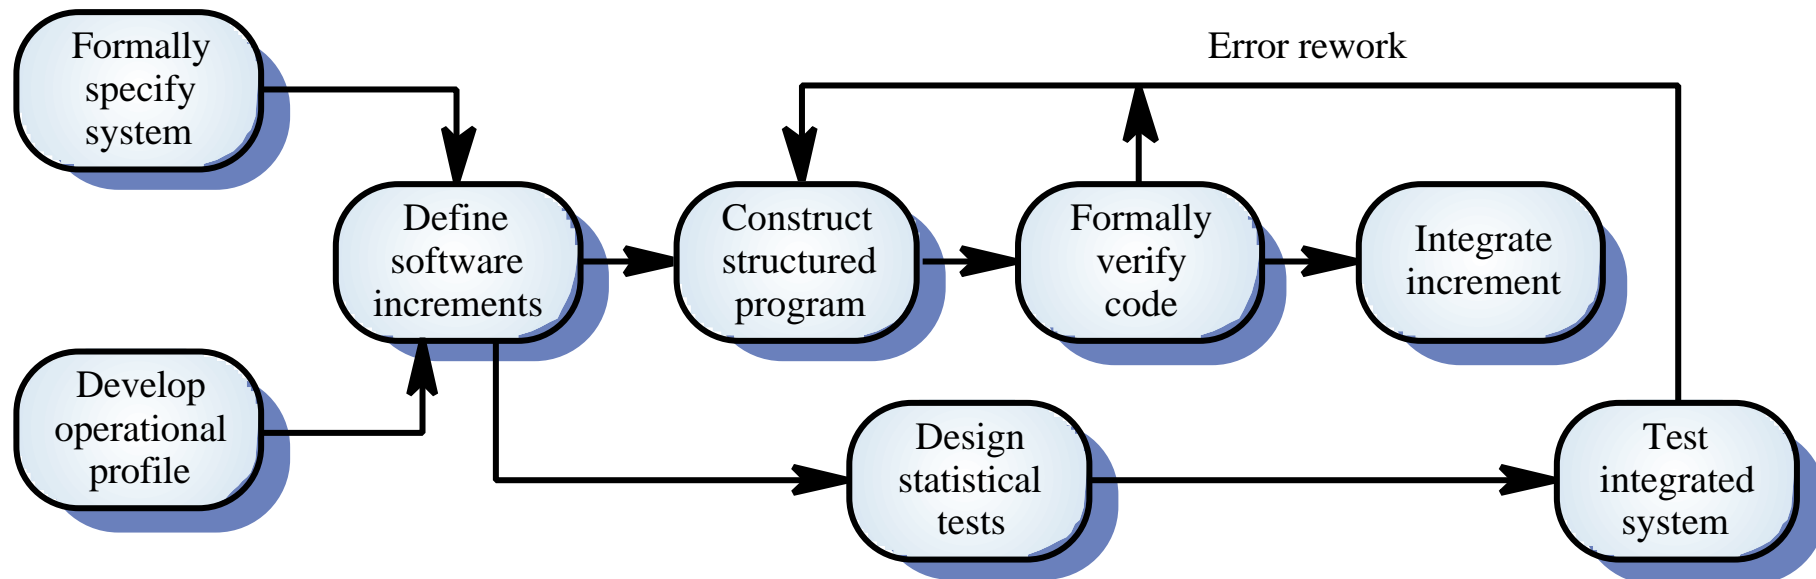 Formally
specify
system
Error rework
Define
software
increments
Construct
structured
program
Formally
verify
code
Integrate
increment
Develop
operational
profile
Design
statistical
tests
Test
integrated
system